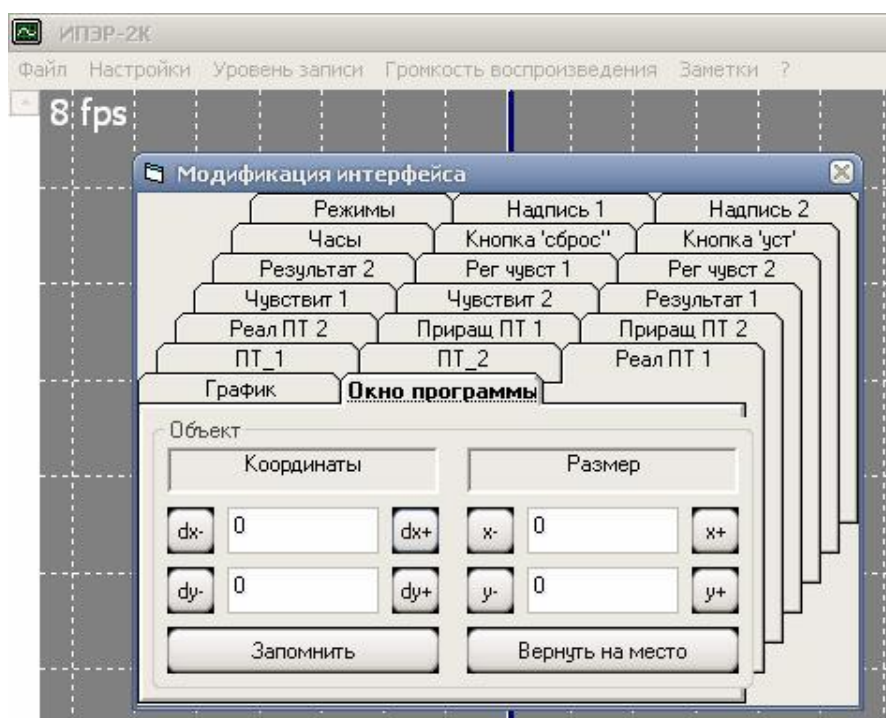 ИПЭР-2К
Файл Настройки Уровень записи Громкость воспроизведения Заметки ?
8 fps
Модификация интерфейса
Режимы Надпись 1 Надпись 2
Часы Кнопка 'сброс'' Кнопка 'уст'
Результат 2 Рег чувст 1 Рег чувст 2
Чувствит 1 Чувствит 2 Результат 1
Реал ПТ 2 Приращ ПТ 1 Приращ ПТ 2
ПТ_1 ПТ_2 Реал ПТ 1
График Окно программы
Объект
Координаты Размер
dx- 0 dx+ x- 0 x+
dy- 0 dy+ y- 0 y+
Запомнить Вернуть на место